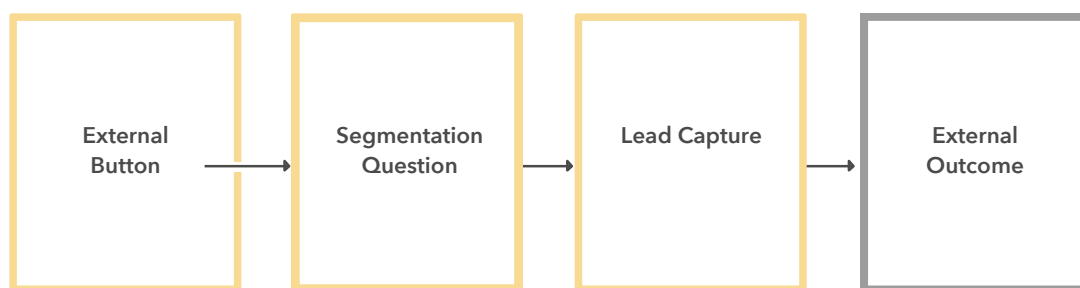 External
Button
Segmentation
Question
Lead Capture
External
Outcome